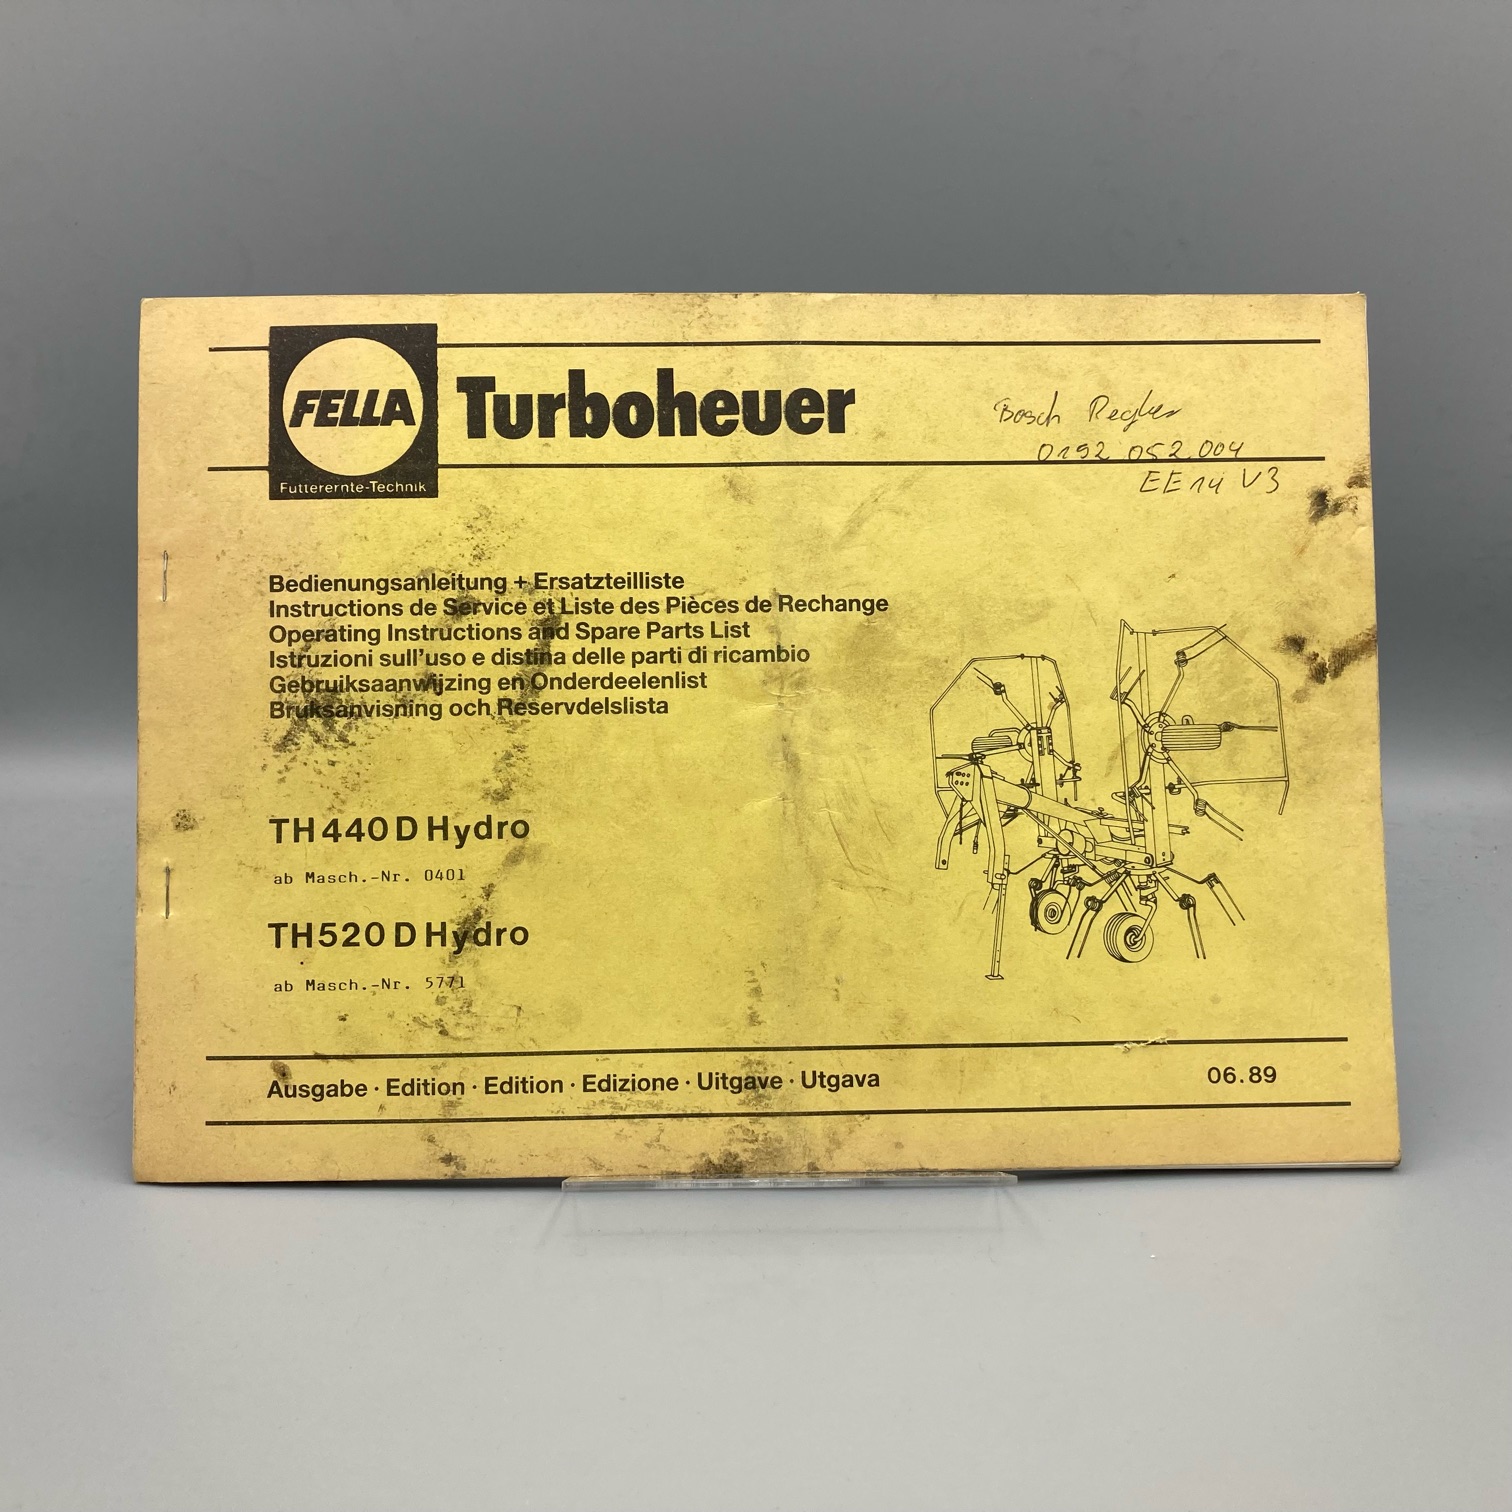 FELLA
Futterernte-Technik
Turboheuer
Bosch Regler
0192 052 004
EE 14 V3
Bedienungsanleitung + Ersatzteilliste
Instructions de Service et Liste des Pièces de Rechange
Operating Instructions and Spare Parts List
Istruzioni sull'uso e distina delle parti di ricambio
Gebruiksaanwijzing en Onderdeelenlist
Bruksanvisning och Reservdelslista
TH 440 D Hydro
ab Masch.-Nr. 0401
TH 520 D Hydro
ab Masch.-Nr. 5771
Ausgabe · Edition · Edition · Edizione · Uitgave · Utgava 06.89